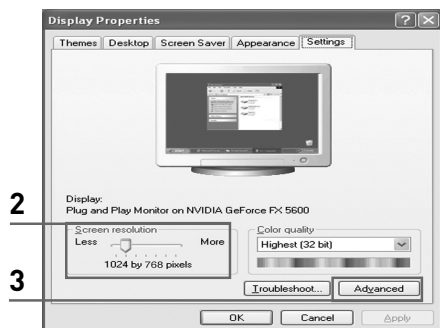 Display Properties
Themes Desktop Screen Saver Appearance Settings
Display:
Plug and Play Monitor on NVIDIA GeForce FX 5600
2
Screen resolution
Less More
1024 by 768 pixels
Color quality
Highest (32 bit)
3
Troubleshoot... Advanced
OK Cancel Apply